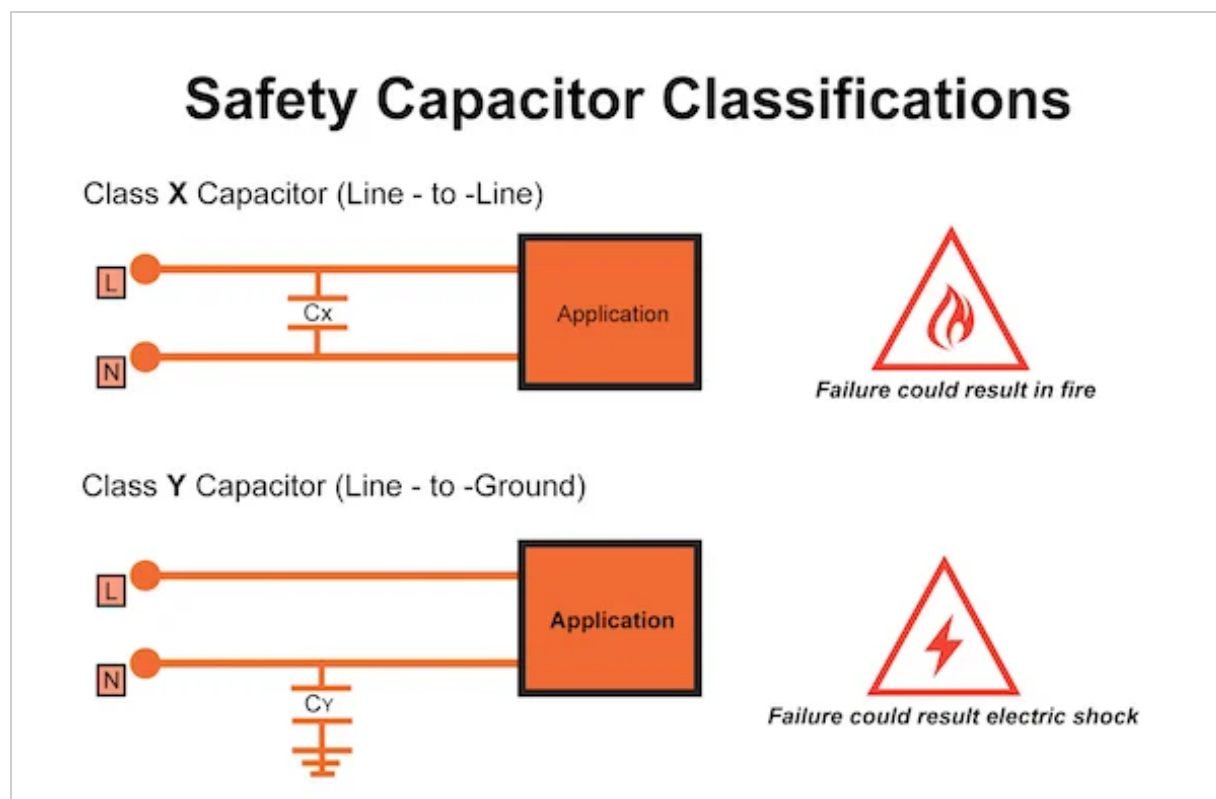 Safety Capacitor Classifications
Class X Capacitor (Line - to -Line)
L
Cx
Application
N
Failure could result in fire
Class Y Capacitor (Line - to -Ground)
L
Application
N
CY
Failure could result electric shock